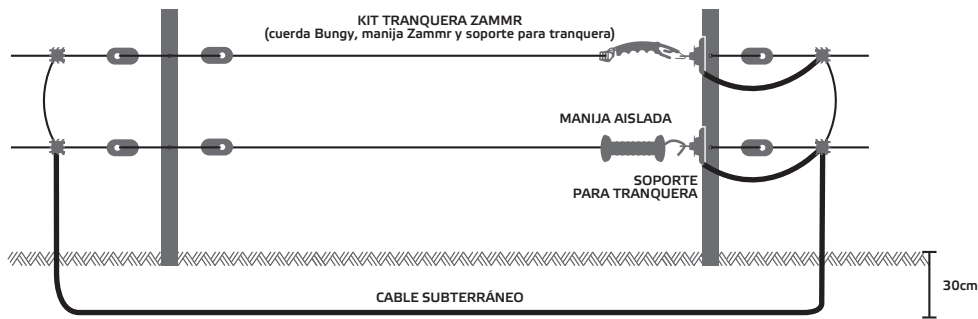 KIT TRANQUERA ZAMMR
(cuerda Bungy, manija Zammr y soporte para tranquera)
MANIJA AISLADA
SOPORTE
PARA TRANQUERA
30cm
CABLE SUBTERRÁNEO